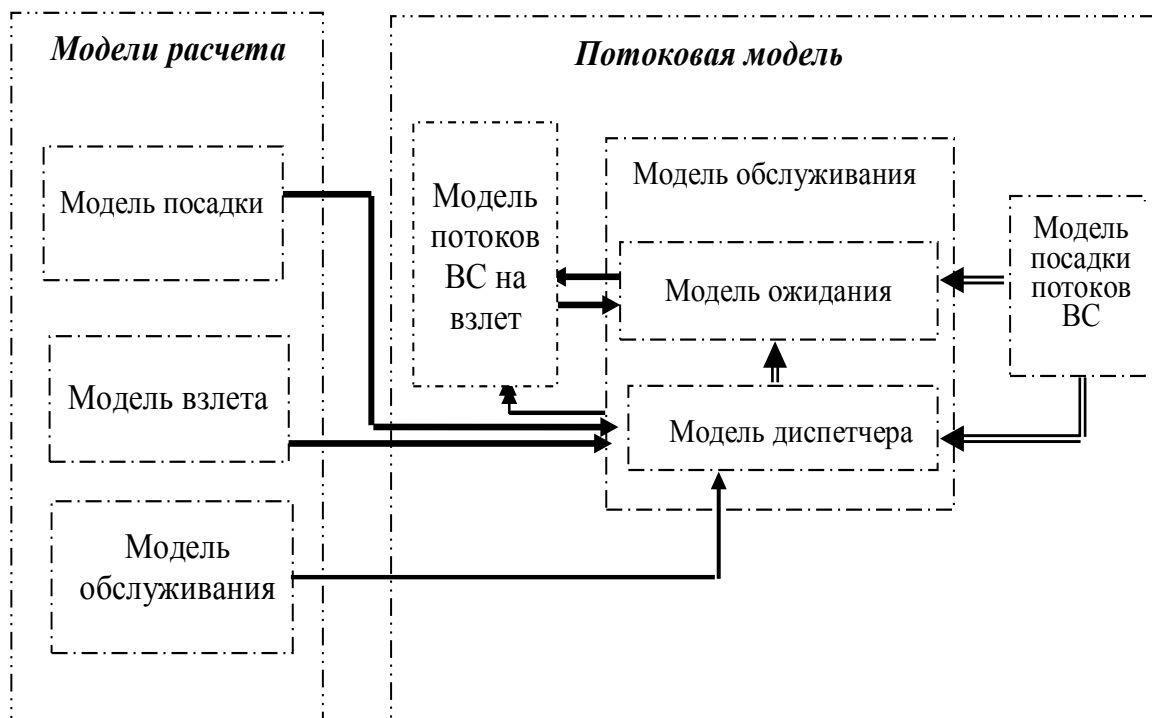 Модели расчета
Модель посадки
Модель взлета
Модель
обслуживания
Потоковая модель
Модель
потоков
ВС на
взлет
Модель обслуживания
Модель ожидания
Модель диспетчера
Модель
посадки
потоков
ВС